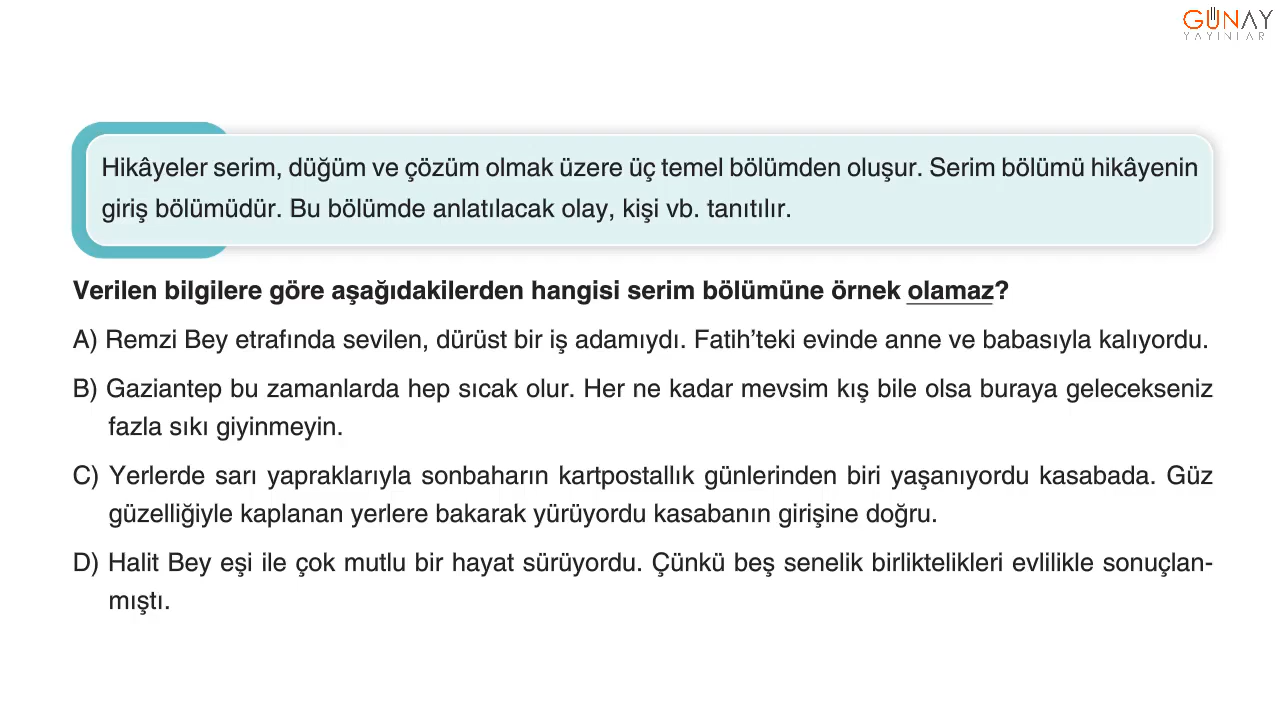 GÜNAY
YAYINLARI
Hikâyeler serim, düğüm ve çözüm olmak üzere üç temel bölümden oluşur. Serim bölümü hikâyenin
giriş bölümüdür. Bu bölümde anlatılacak olay, kişi vb. tanıtılır.
Verilen bilgilere göre aşağıdakilerden hangisi serim bölümüne örnek olamaz?
A) Remzi Bey etrafında sevilen, dürüst bir iş adamıydı. Fatih’teki evinde anne ve babasıyla kalıyordu.
B) Gaziantep bu zamanlarda hep sıcak olur. Her ne kadar mevsim kış bile olsa buraya gelecekseniz
fazla sıkı giyinmeyin.
C) Yerlerde sarı yapraklarıyla sonbaharın kartpostallık günlerinden biri yaşanıyordu kasabada. Güz
güzelliğiyle kaplanan yerlere bakarak yürüyordu kasabanın girişine doğru.
D) Halit Bey eşi ile çok mutlu bir hayat sürüyordu. Çünkü beş senelik birliktelikleri evlilikle sonuçlan-
mıştı.